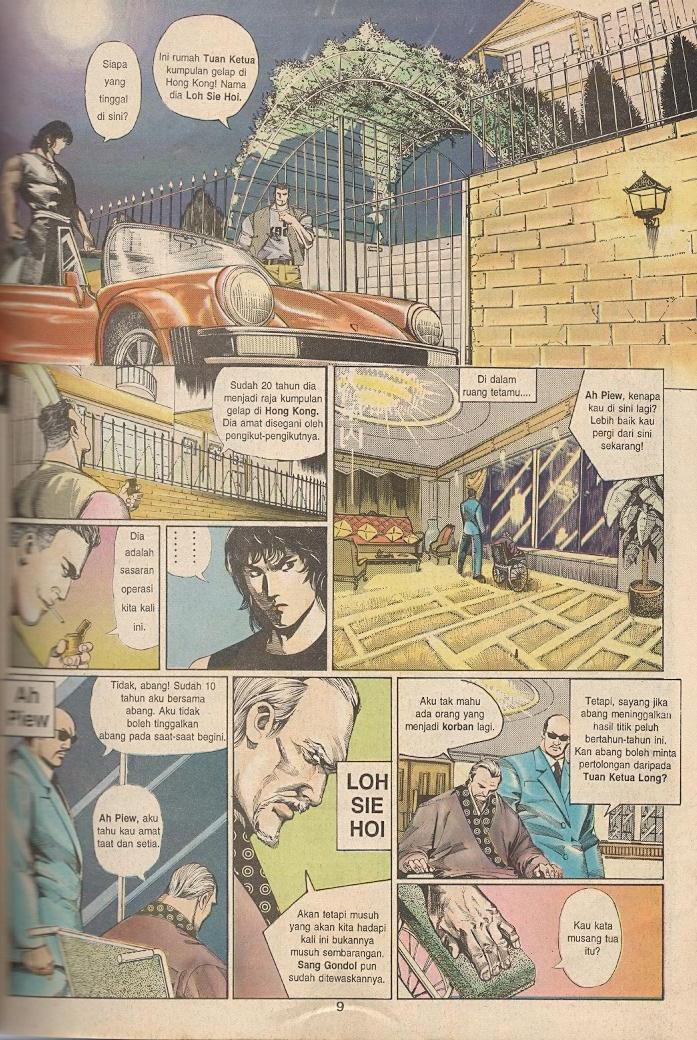 Siapa
yang
tinggal
di sini?
Ini rumah Tuan Ketua
kumpulan gelap di
Hong Kong! Nama
dia Loh Sie Hoi.
Sudah 20 tahun dia
menjadi raja kumpulan
gelap di Hong Kong.
Dia amat disegani oleh
pengikut-pengikutnya.
Di dalam
ruang tetamu....
Ah Piew, kenapa
kau di sini lagi?
Lebih baik kau
pergi dari sini
sekarang!
Dia
adalah
sasaran
operasi
kita kali
ini.
Ah
Piew
Tidak, abang! Sudah 10
tahun aku bersama
abang. Aku tidak
boleh tinggalkan
abang pada saat-saat begini.
Ah Piew, aku
tahu kau amat
taat dan setia.
LOH
SIE
HOI
Akan tetapi musuh
yang akan kita hadapi
kali ini bukannya
musuh sembarangan.
Sang Gondol pun
sudah ditewaskannya.
Aku tak mahu
ada orang yang
menjadi korban lagi.
Tetapi, sayang jika
abang meninggalkan
hasil titik peluh
bertahun-tahun ini.
Kan abang boleh minta
pertolongan daripada
Tuan Ketua Long?
Kau kata
musang tua
itu?
9